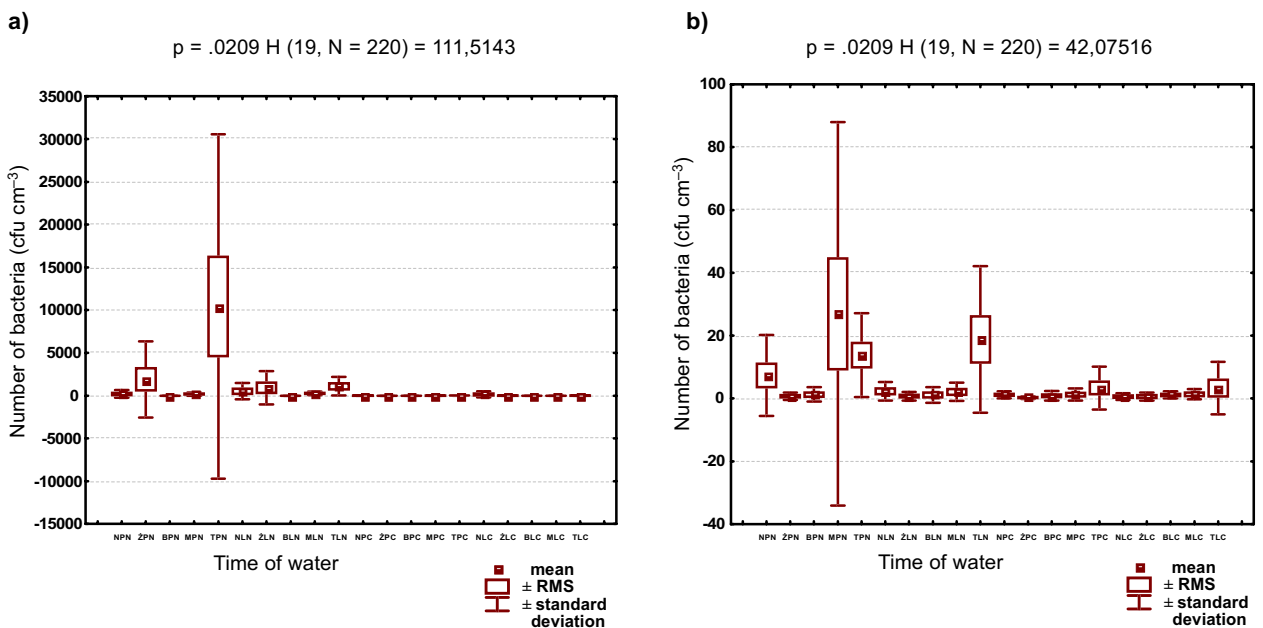 a)
p = .0209 H (19, N = 220) = 111,5143
Number of bacteria (cfu cm⁻³)
35000
30000
25000
20000
15000
10000
5000
0
-5000
-10000
-15000
NPN ŻPN BPN MPN TPN NLN ŻLN BLN MLN TLN NPC ŻPC BPC MPC TPC NLC ŻLC BLC MLC TLC
Time of water
mean
± RMS
± standard
deviation
b)
p = .0209 H (19, N = 220) = 42,07516
Number of bacteria (cfu cm⁻³)
100
80
60
40
20
0
-20
-40
NPN ŻPN BPN MPN TPN NLN ŻLN BLN MLN TLN NPC ŻPC BPC MPC TPC NLC ŻLC BLC MLC TLC
Time of water
mean
± RMS
± standard
deviation